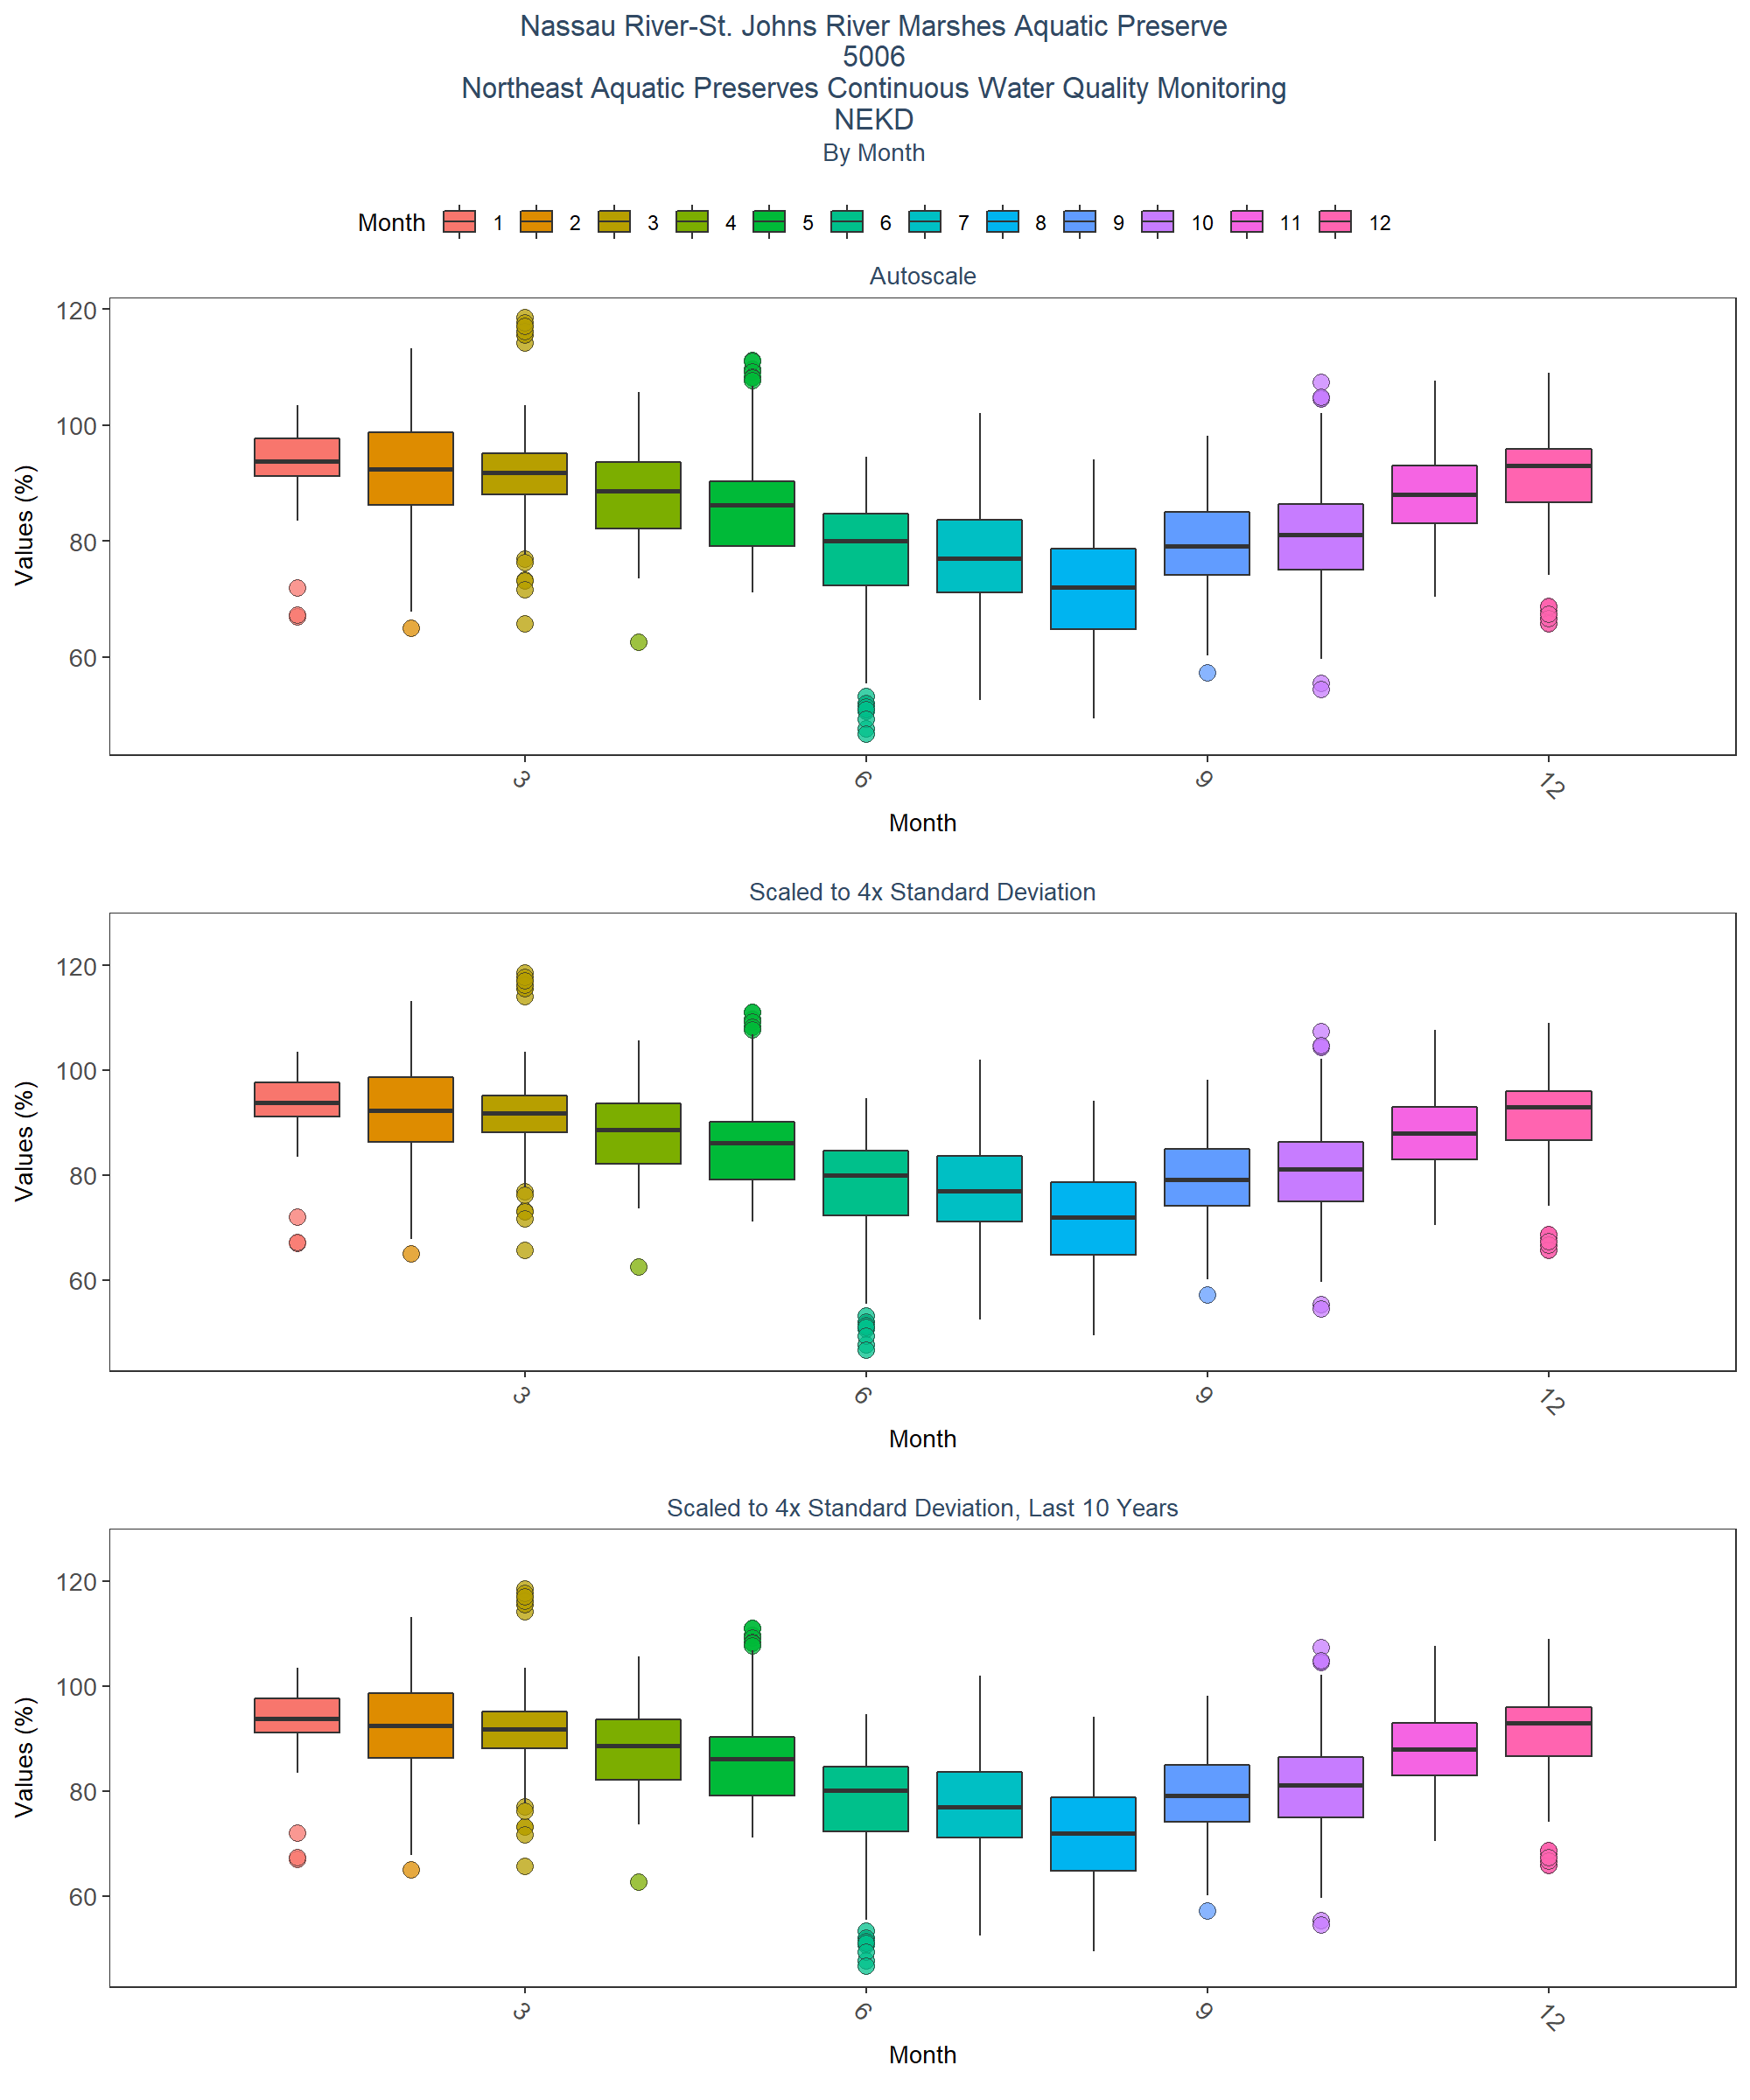 Nassau River-St. Johns River Marshes Aquatic Preserve
5006
Northeast Aquatic Preserves Continuous Water Quality Monitoring
NEKD
By Month
Month 1 2 3 4 5 6 7 8 9 10 11 12
Autoscale
Values (%)
120
100
80
60
3 6 9 12
Month
Scaled to 4x Standard Deviation
Values (%)
120
100
80
60
3 6 9 12
Month
Scaled to 4x Standard Deviation, Last 10 Years
Values (%)
120
100
80
60
3 6 9 12
Month